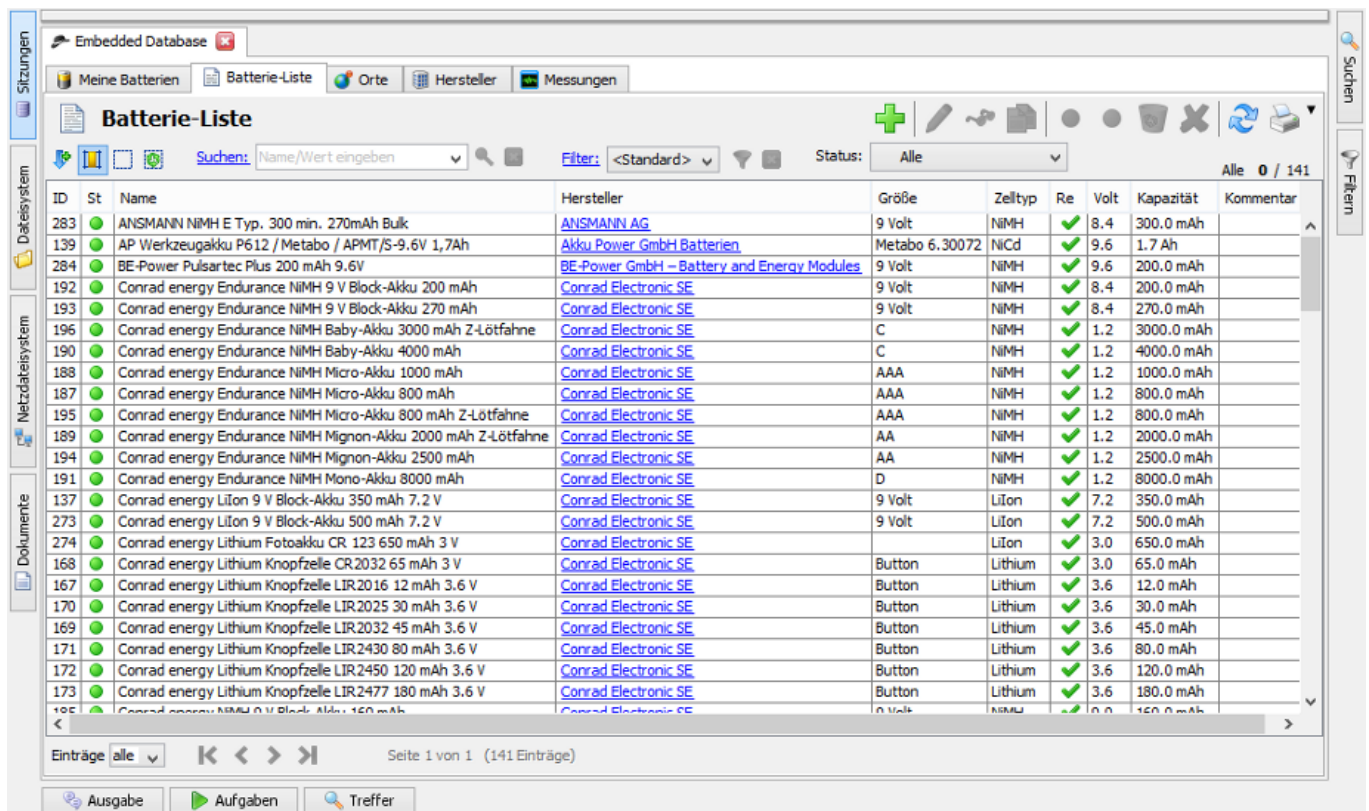 Embedded Database
Meine Batterien Batterie-Liste Orte Hersteller Messungen
Batterie-Liste
Suchen: Name/Wert eingeben Filter: <Standard> Status: Alle
Alle 0 / 141
ID St Name Hersteller Größe Zelltyp Re Volt Kapazität Kommentar
283 ANSMANN NiMH E Typ. 300 min. 270mAh Bulk ANSMANN AG 9 Volt NiMH 8.4 300.0 mAh
139 AP Werkzeugakku P612 / Metabo / APMT/S-9.6V 1,7Ah Akku Power GmbH Batterien Metabo 6.30072 NiCd 9.6 1.7 Ah
284 BE-Power Pulsartec Plus 200 mAh 9.6V BE-Power GmbH – Battery and Energy Modules 9 Volt NiMH 9.6 200.0 mAh
192 Conrad energy Endurance NiMH 9 V Block-Akku 200 mAh Conrad Electronic SE 9 Volt NiMH 8.4 200.0 mAh
193 Conrad energy Endurance NiMH 9 V Block-Akku 270 mAh Conrad Electronic SE 9 Volt NiMH 8.4 270.0 mAh
196 Conrad energy Endurance NiMH Baby-Akku 3000 mAh Z-Lötfahne Conrad Electronic SE C NiMH 1.2 3000.0 mAh
190 Conrad energy Endurance NiMH Baby-Akku 4000 mAh Conrad Electronic SE C NiMH 1.2 4000.0 mAh
188 Conrad energy Endurance NiMH Micro-Akku 1000 mAh Conrad Electronic SE AAA NiMH 1.2 1000.0 mAh
187 Conrad energy Endurance NiMH Micro-Akku 800 mAh Conrad Electronic SE AAA NiMH 1.2 800.0 mAh
195 Conrad energy Endurance NiMH Micro-Akku 800 mAh Z-Lötfahne Conrad Electronic SE AAA NiMH 1.2 800.0 mAh
189 Conrad energy Endurance NiMH Mignon-Akku 2000 mAh Z-Lötfahne Conrad Electronic SE AA NiMH 1.2 2000.0 mAh
194 Conrad energy Endurance NiMH Mignon-Akku 2500 mAh Conrad Electronic SE AA NiMH 1.2 2500.0 mAh
191 Conrad energy Endurance NiMH Mono-Akku 8000 mAh Conrad Electronic SE D NiMH 1.2 8000.0 mAh
137 Conrad energy LiIon 9 V Block-Akku 350 mAh 7.2 V Conrad Electronic SE 9 Volt LiIon 7.2 350.0 mAh
273 Conrad energy LiIon 9 V Block-Akku 500 mAh 7.2 V Conrad Electronic SE 9 Volt LiIon 7.2 500.0 mAh
274 Conrad energy Lithium Fotoakku CR 123 650 mAh 3 V Conrad Electronic SE LiIon 3.0 650.0 mAh
168 Conrad energy Lithium Knopfzelle CR2032 65 mAh 3 V Conrad Electronic SE Button Lithium 3.0 65.0 mAh
167 Conrad energy Lithium Knopfzelle LIR2016 12 mAh 3.6 V Conrad Electronic SE Button Lithium 3.6 12.0 mAh
170 Conrad energy Lithium Knopfzelle LIR2025 30 mAh 3.6 V Conrad Electronic SE Button Lithium 3.6 30.0 mAh
169 Conrad energy Lithium Knopfzelle LIR2032 45 mAh 3.6 V Conrad Electronic SE Button Lithium 3.6 45.0 mAh
171 Conrad energy Lithium Knopfzelle LIR2430 80 mAh 3.6 V Conrad Electronic SE Button Lithium 3.6 80.0 mAh
172 Conrad energy Lithium Knopfzelle LIR2450 120 mAh 3.6 V Conrad Electronic SE Button Lithium 3.6 120.0 mAh
173 Conrad energy Lithium Knopfzelle LIR2477 180 mAh 3.6 V Conrad Electronic SE Button Lithium 3.6 180.0 mAh
Conrad energy NiMH 9 V Block-Akku 160 mAh Conrad Electronic SE 9 Volt NiMH 160.0 mAh
Einträge alle Seite 1 von 1 (141 Einträge)
Ausgabe Aufgaben Treffer
Sitzungen
Dateisystem
Netzdateisystem
Dokumente
Suchen
Filtern